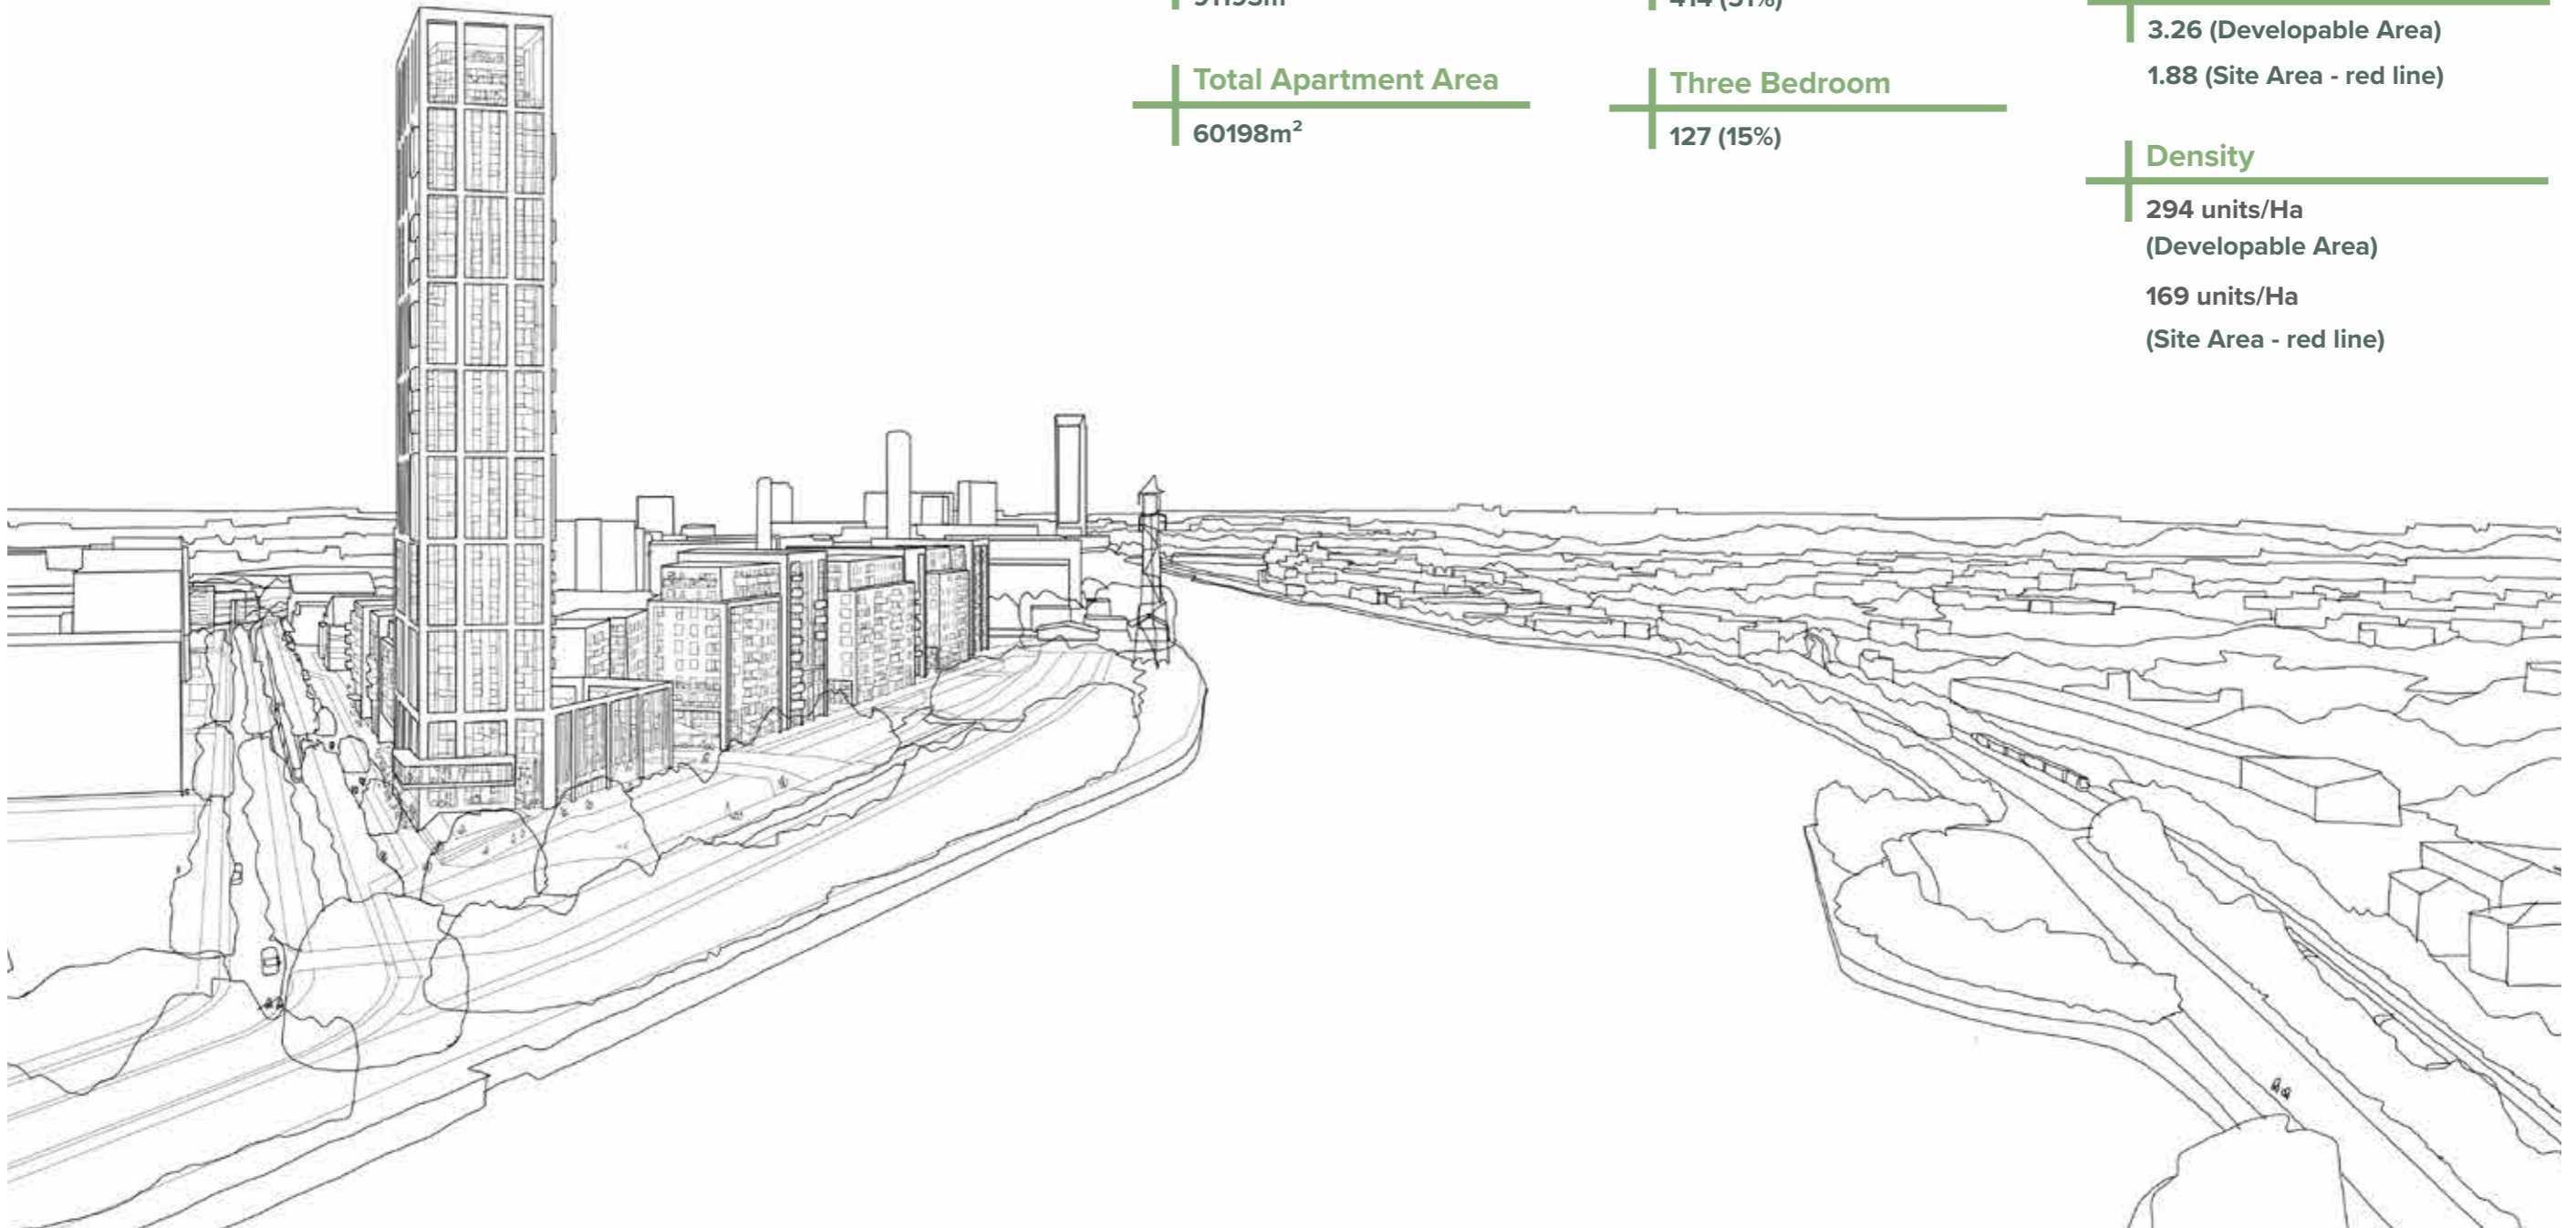 Total Apartment Area
60198m²
Three Bedroom
127 (15%)
3.26 (Developable Area)
1.88 (Site Area - red line)
Density
294 units/Ha
(Developable Area)
169 units/Ha
(Site Area - red line)